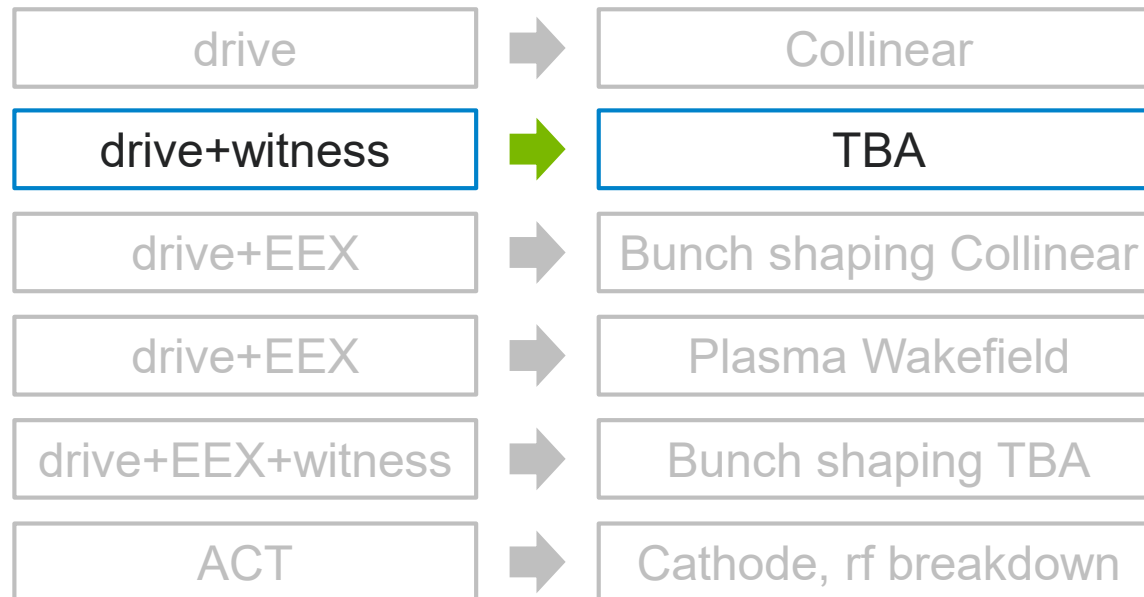 drive
Collinear
drive+witness
TBA
drive+EEX
Bunch shaping Collinear
drive+EEX
Plasma Wakefield
drive+EEX+witness
Bunch shaping TBA
ACT
Cathode, rf breakdown